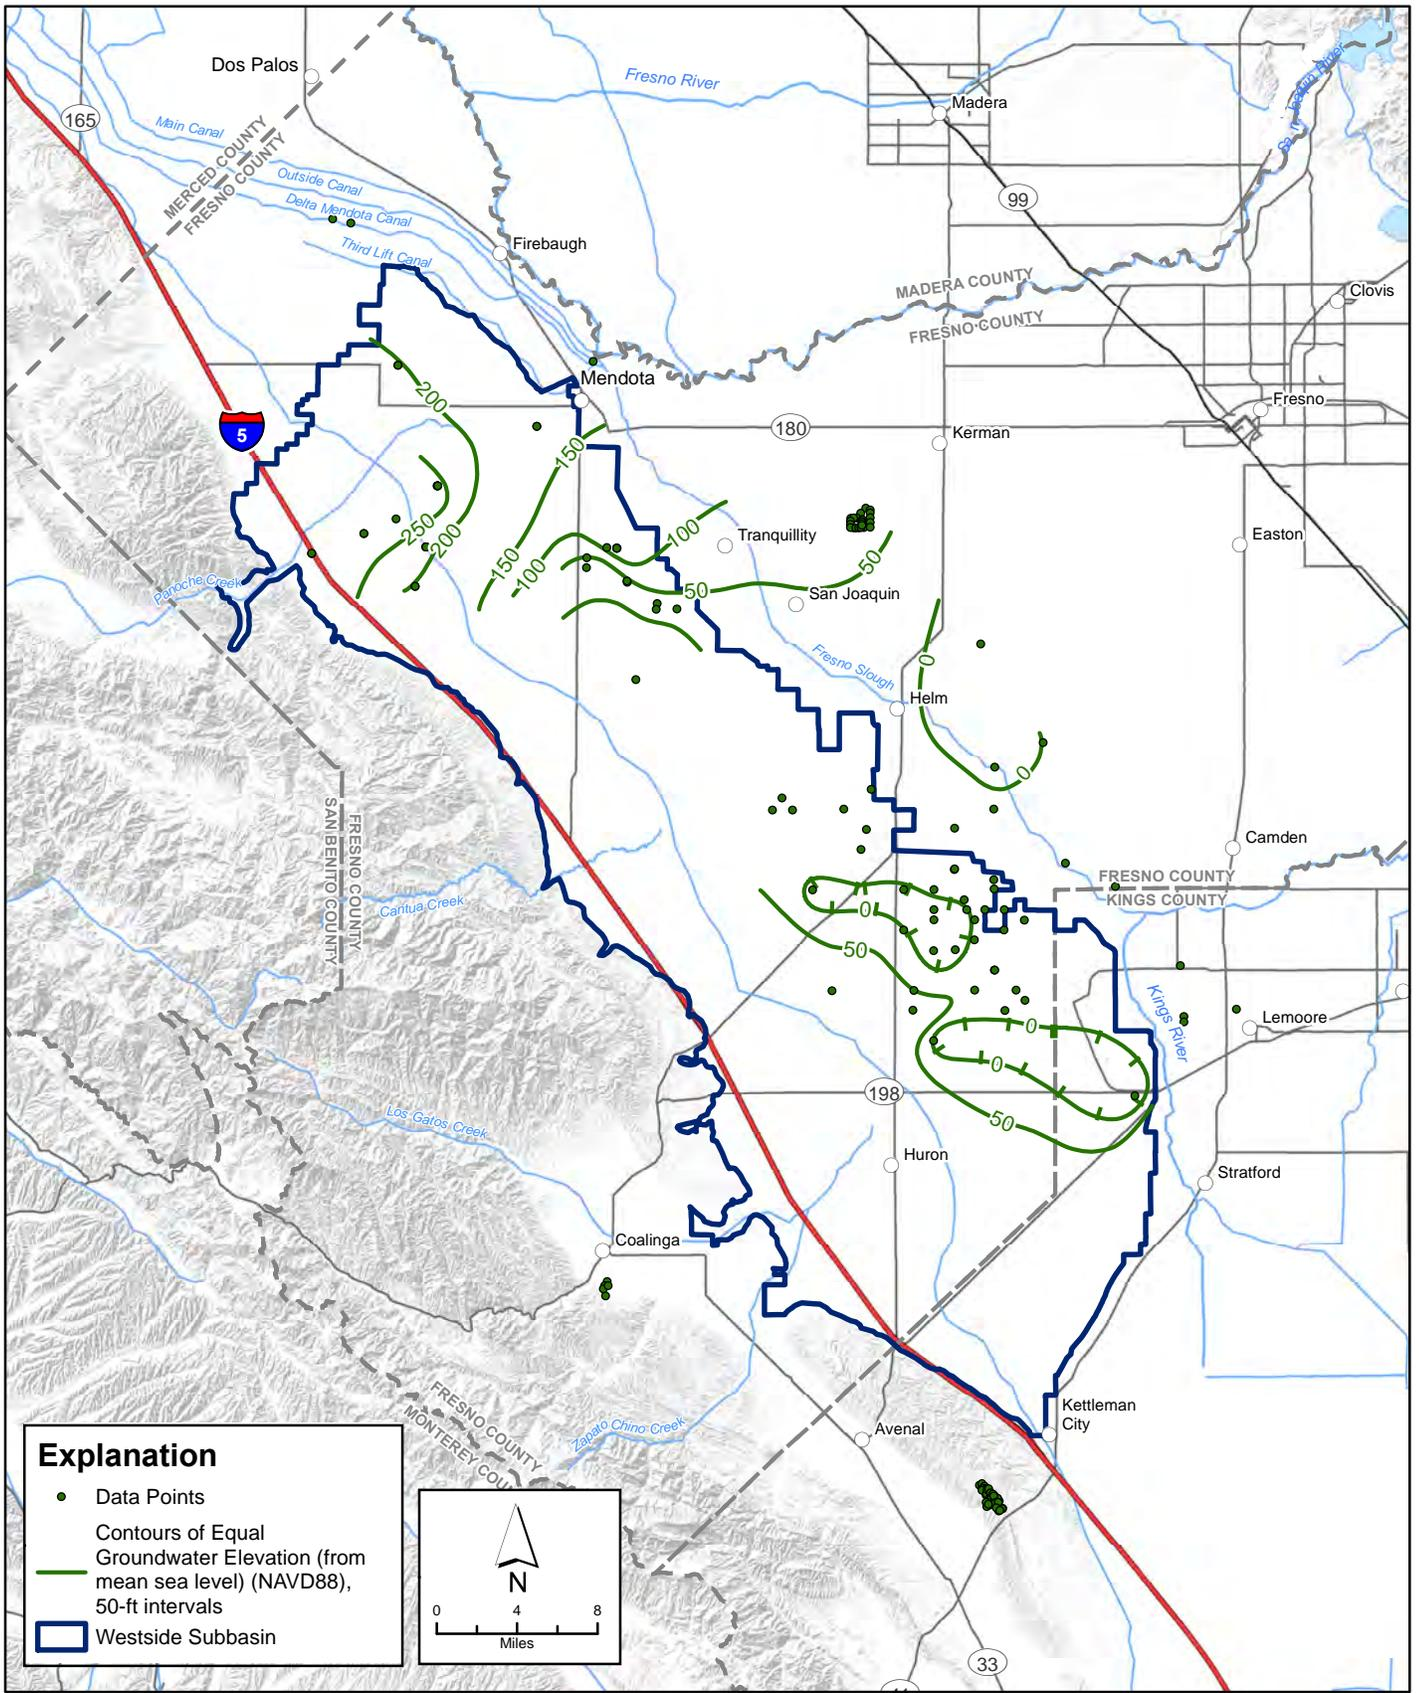 Dos Palos
165
Main Canal
MERCED COUNTY
FRESNO COUNTY
Outside Canal
Delta Mendota Canal
Third Lift Canal
Fresno River
Madera
San Joaquin River
99
Firebaugh
MADERA COUNTY
FRESNO COUNTY
Clovis
Mendota
Fresno
5
200
180
Kerman
150
250
200
150
100
100
50
50
Tranquillity
Easton
Panoche Creek
San Joaquin
Fresno Slough
0
Helm
0
SAN BENITO COUNTY
FRESNO COUNTY
Camden
FRESNO COUNTY
KINGS COUNTY
Cantua Creek
0
50
Kings River
Lemoore
0
0
198
50
Los Gatos Creek
Huron
Stratford
Coalinga
Kettleman
City
FRESNO COUNTY
MONTEREY COU
Zapato Chino Creek
Avenal
33
Explanation
Data Points
Contours of Equal
Groundwater Elevation (from
mean sea level) (NAVD88),
50-ft intervals
Westside Subbasin
N
0 4 8
Miles